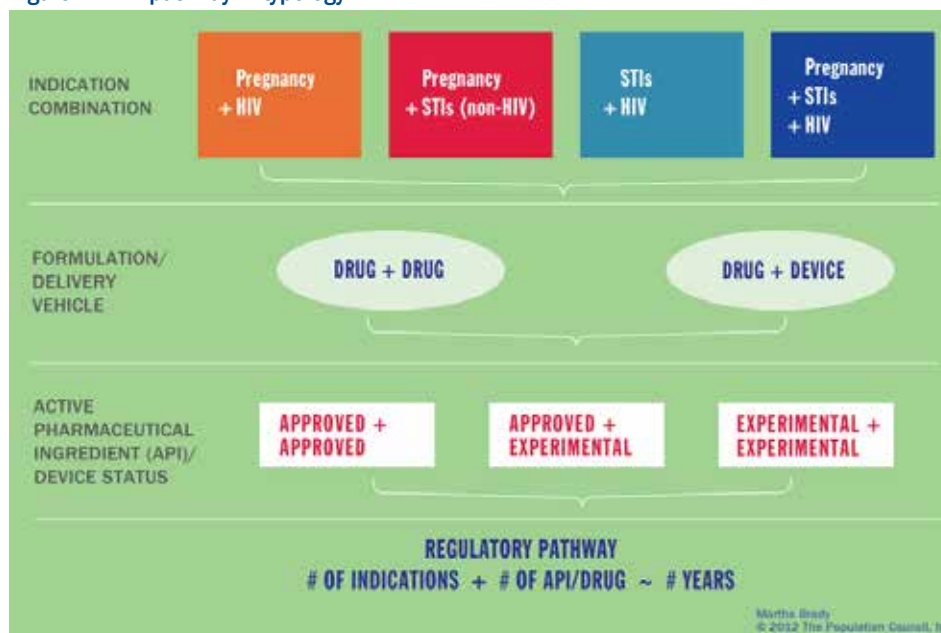 INDICATION
COMBINATION
Pregnancy
+ HIV
Pregnancy
+ STIs (non-HIV)
STIs
+ HIV
Pregnancy
+ STIs
+ HIV
FORMULATION/
DELIVERY
VEHICLE
DRUG + DRUG
DRUG + DEVICE
ACTIVE
PHARMACEUTICAL
INGREDIENT (API)/
DEVICE STATUS
APPROVED +
APPROVED
APPROVED +
EXPERIMENTAL
EXPERIMENTAL +
EXPERIMENTAL
REGULATORY PATHWAY
# OF INDICATIONS + # OF API/DRUG ~ # YEARS
Martha Brady
© 2012 The Population Council,